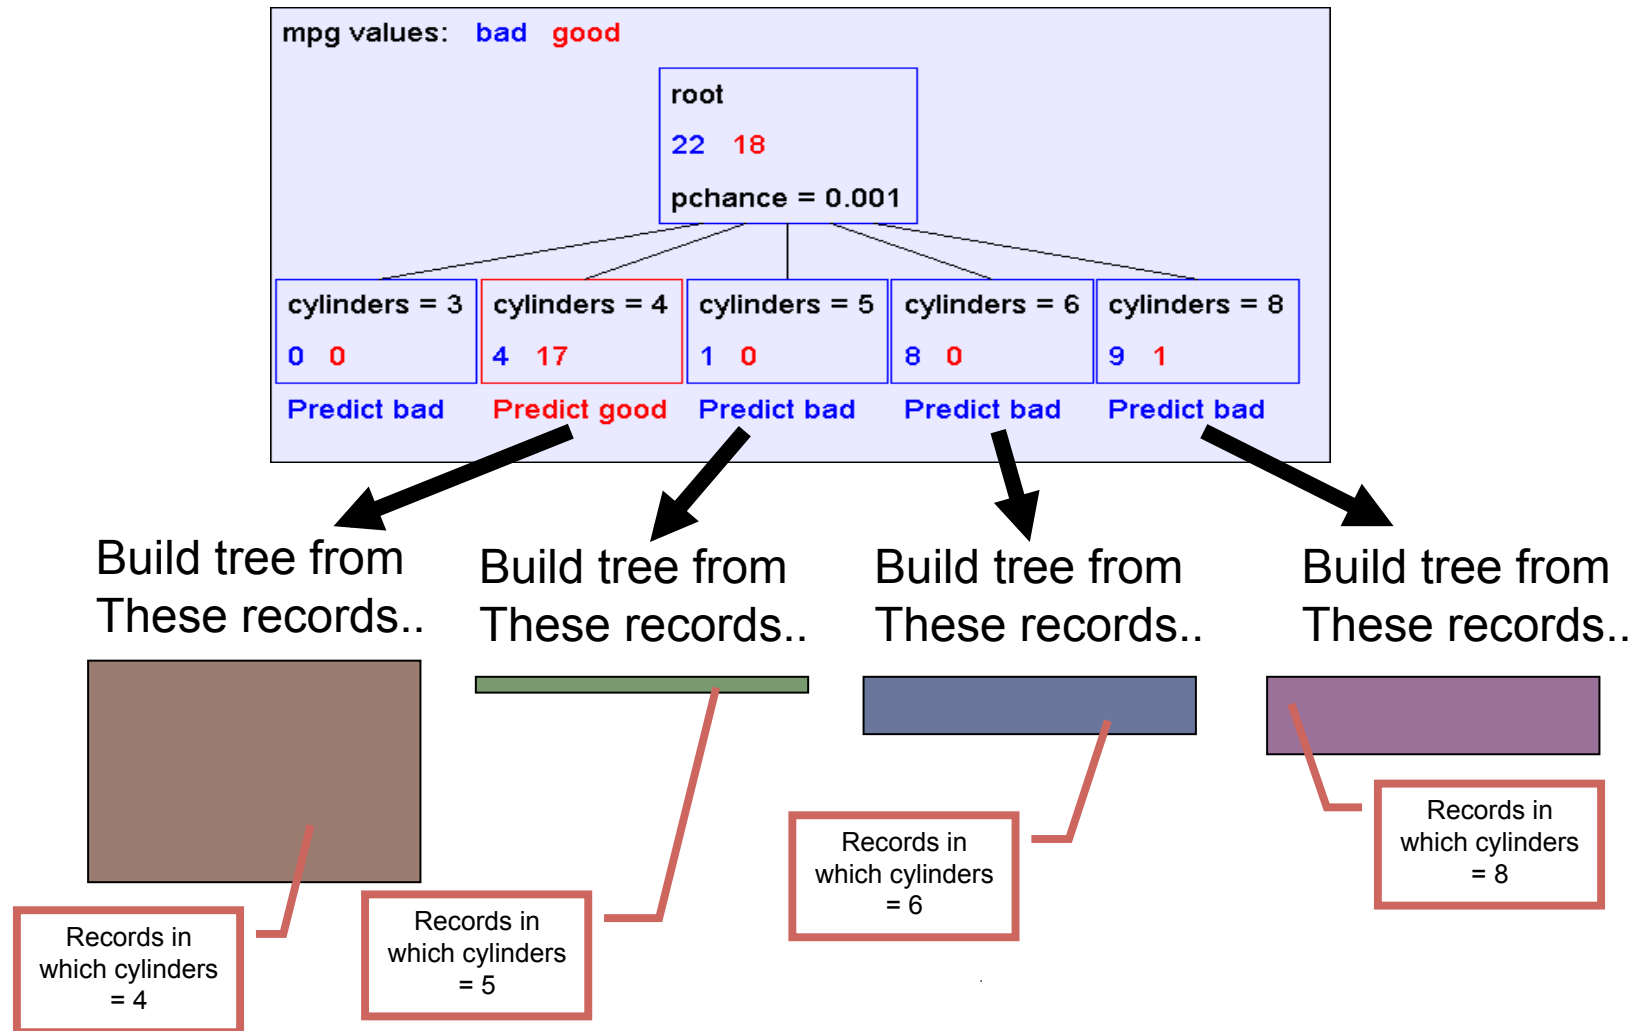 mpg values: bad good
root
22 18
pchance = 0.001
cylinders = 3
0 0
Predict bad
cylinders = 4
4 17
Predict good
cylinders = 5
1 0
Predict bad
cylinders = 6
8 0
Predict bad
cylinders = 8
9 1
Predict bad
Build tree from
These records..
Build tree from
These records..
Build tree from
These records..
Build tree from
These records..
Records in
which cylinders
= 4
Records in
which cylinders
= 5
Records in
which cylinders
= 6
Records in
which cylinders
= 8